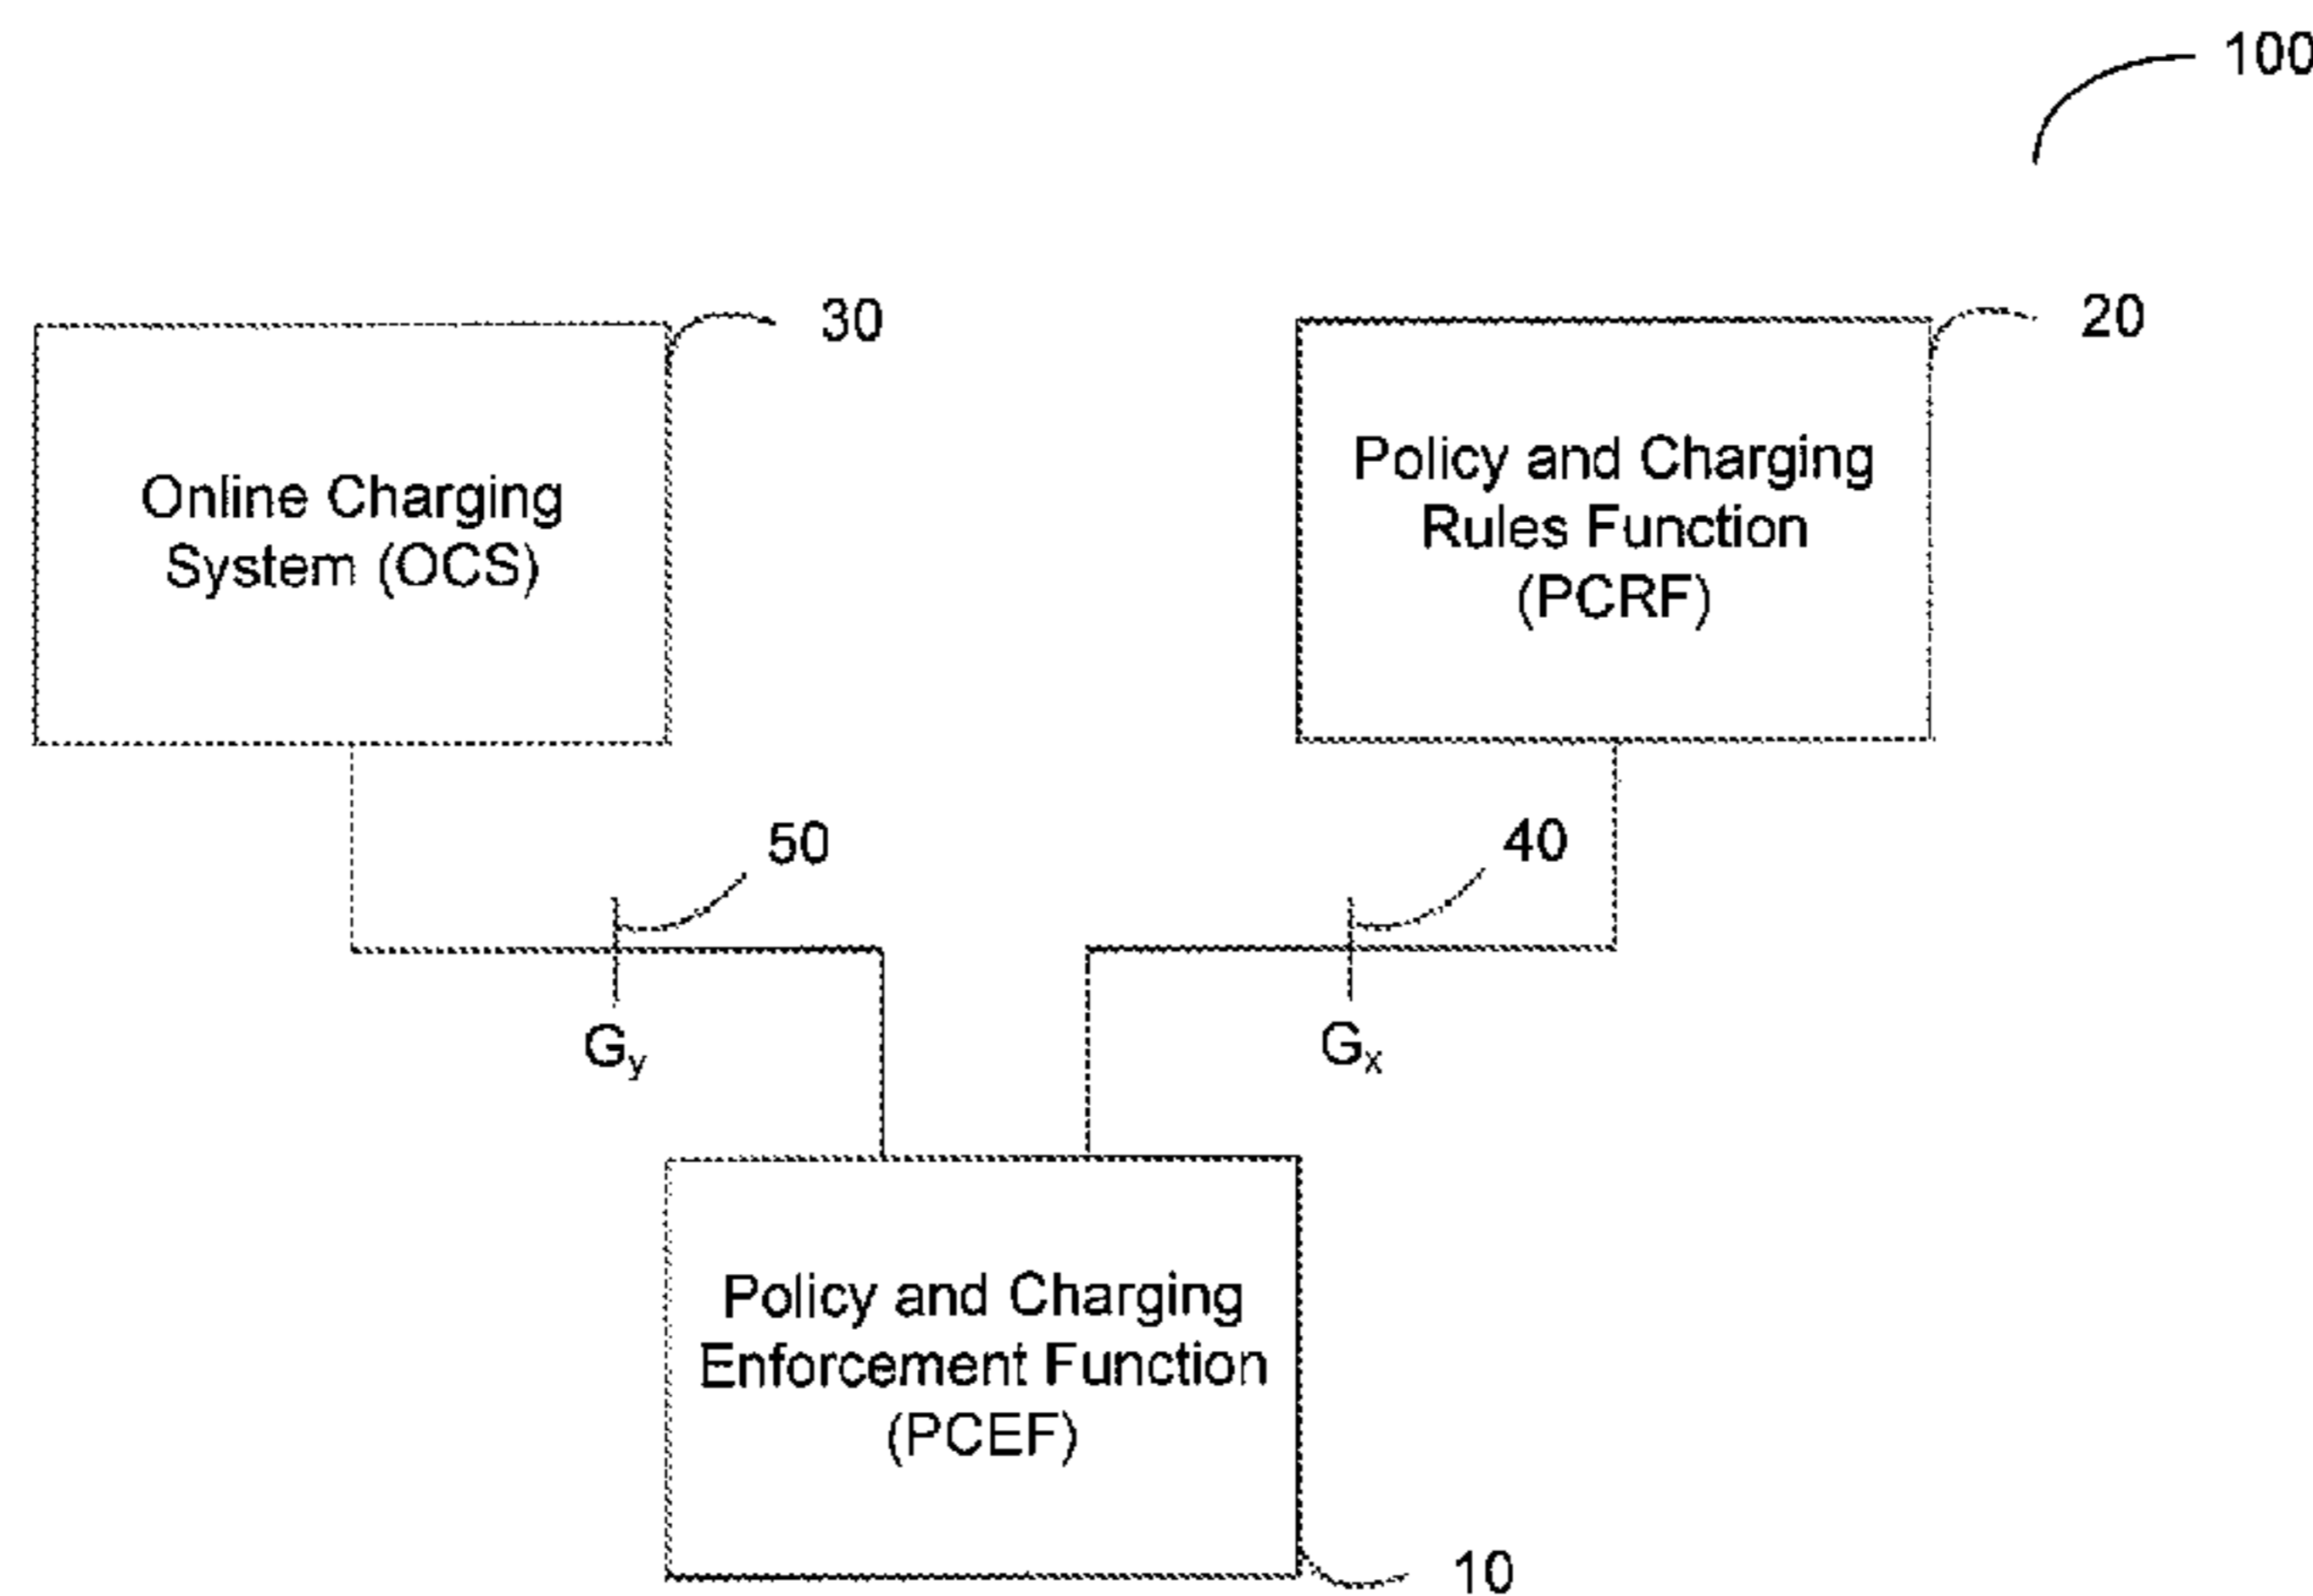 100
30
20
Online Charging
System (OCS)
Policy and Charging
Rules Function
(PCRF)
50
40
Gy
Gx
Policy and Charging
Enforcement Function
(PCEF)
10